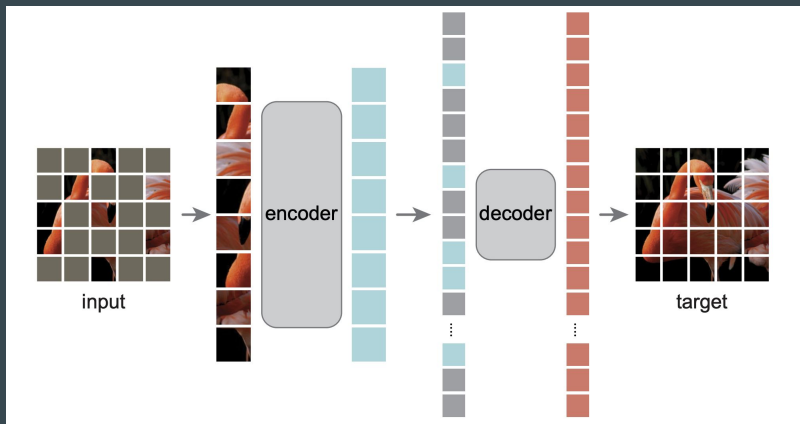 input
encoder
decoder
target